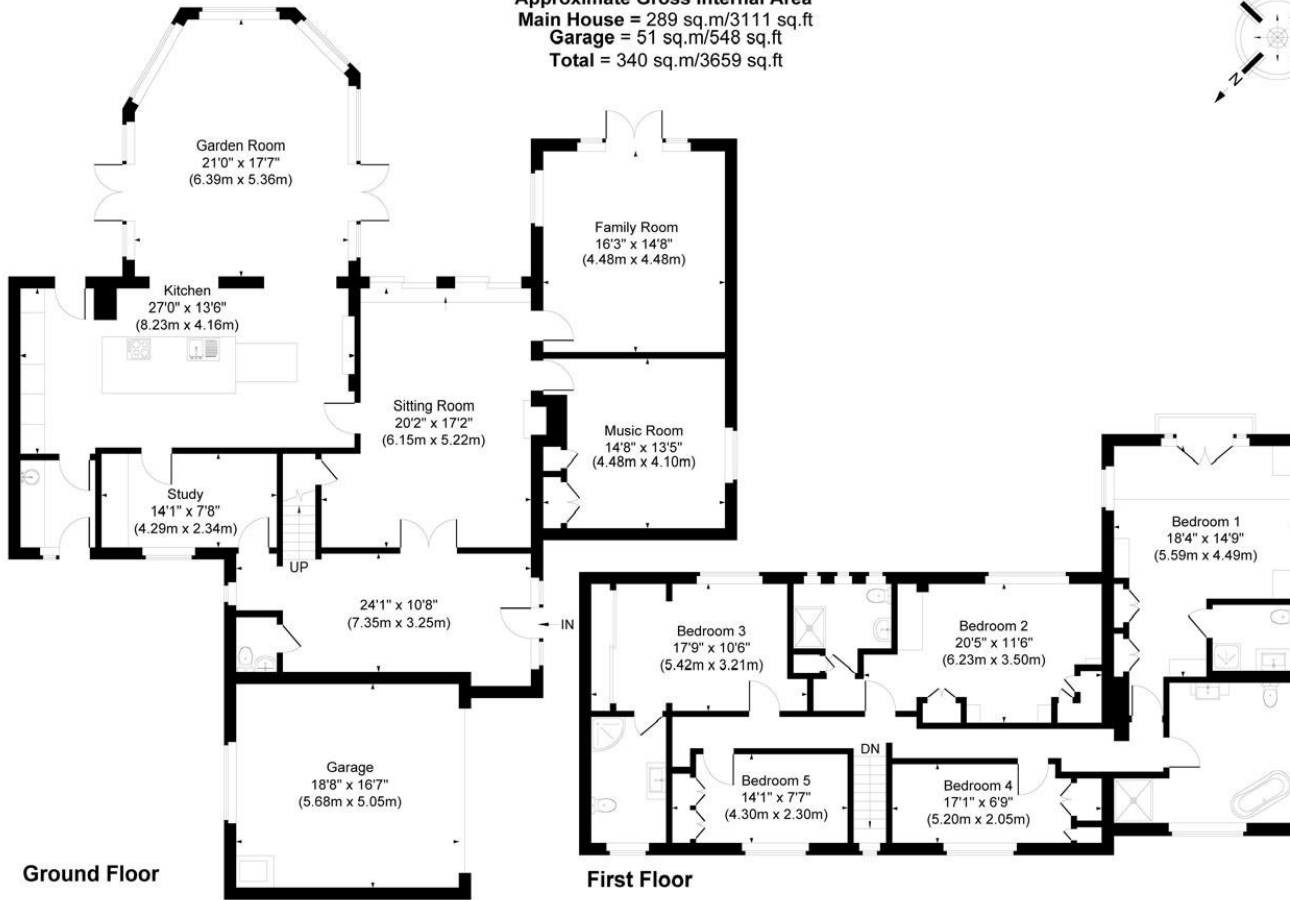 Approximate Gross Internal Area
Main House = 289 sq.m/3111 sq.ft
Garage = 51 sq.m/548 sq.ft
Total = 340 sq.m/3659 sq.ft
N
Garden Room
21'0" x 17'7"
(6.39m x 5.36m)
Family Room
16'3" x 14'8"
(4.48m x 4.48m)
Kitchen
27'0" x 13'6"
(8.23m x 4.16m)
Sitting Room
20'2" x 17'2"
(6.15m x 5.22m)
Music Room
14'8" x 13'5"
(4.48m x 4.10m)
Study
14'1" x 7'8"
(4.29m x 2.34m)
UP
24'1" x 10'8"
(7.35m x 3.25m)
IN
Garage
18'8" x 16'7"
(5.68m x 5.05m)
Ground Floor
Bedroom 1
18'4" x 14'9"
(5.59m x 4.49m)
Bedroom 3
17'9" x 10'6"
(5.42m x 3.21m)
Bedroom 2
20'5" x 11'6"
(6.23m x 3.50m)
DN
Bedroom 5
14'1" x 7'7"
(4.30m x 2.30m)
Bedroom 4
17'1" x 6'9"
(5.20m x 2.05m)
First Floor